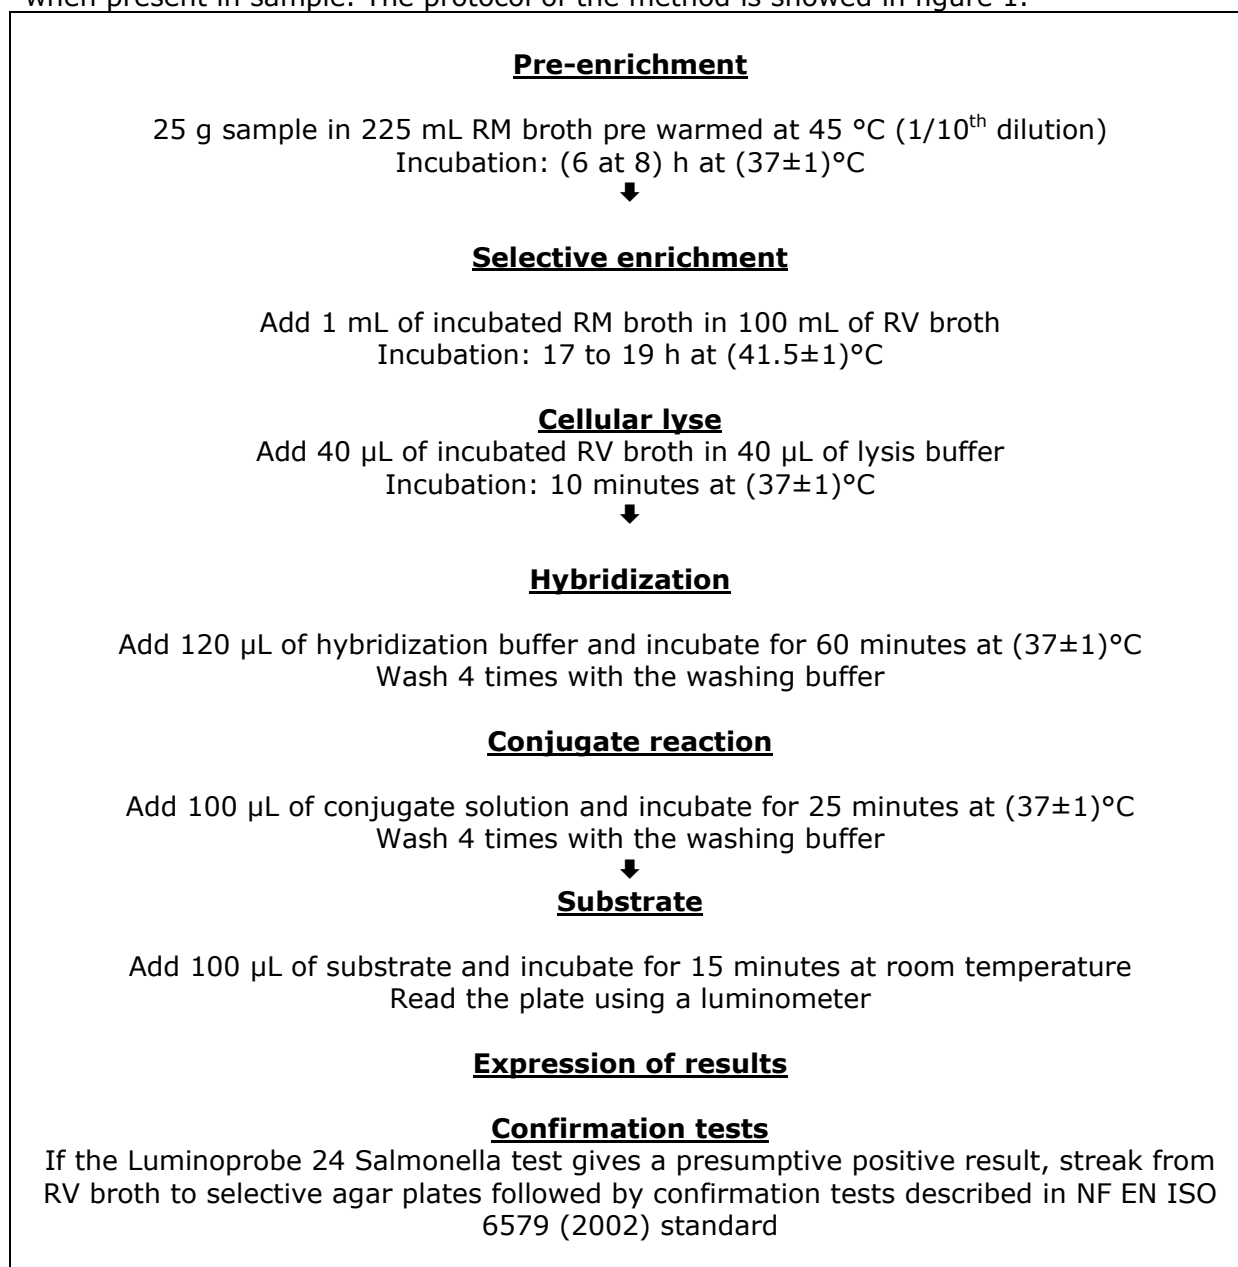 when present in sample. The protocol of the method is showed in figure 1.
Pre-enrichment
25 g sample in 225 mL RM broth pre warmed at 45 °C (1/10th dilution)
Incubation: (6 at 8) h at (37±1)°C
Selective enrichment
Add 1 mL of incubated RM broth in 100 mL of RV broth
Incubation: 17 to 19 h at (41.5±1)°C
Cellular lyse
Add 40 µL of incubated RV broth in 40 µL of lysis buffer
Incubation: 10 minutes at (37±1)°C
Hybridization
Add 120 µL of hybridization buffer and incubate for 60 minutes at (37±1)°C
Wash 4 times with the washing buffer
Conjugate reaction
Add 100 µL of conjugate solution and incubate for 25 minutes at (37±1)°C
Wash 4 times with the washing buffer
Substrate
Add 100 µL of substrate and incubate for 15 minutes at room temperature
Read the plate using a luminometer
Expression of results
Confirmation tests
If the Luminoprobe 24 Salmonella test gives a presumptive positive result, streak from
RV broth to selective agar plates followed by confirmation tests described in NF EN ISO
6579 (2002) standard